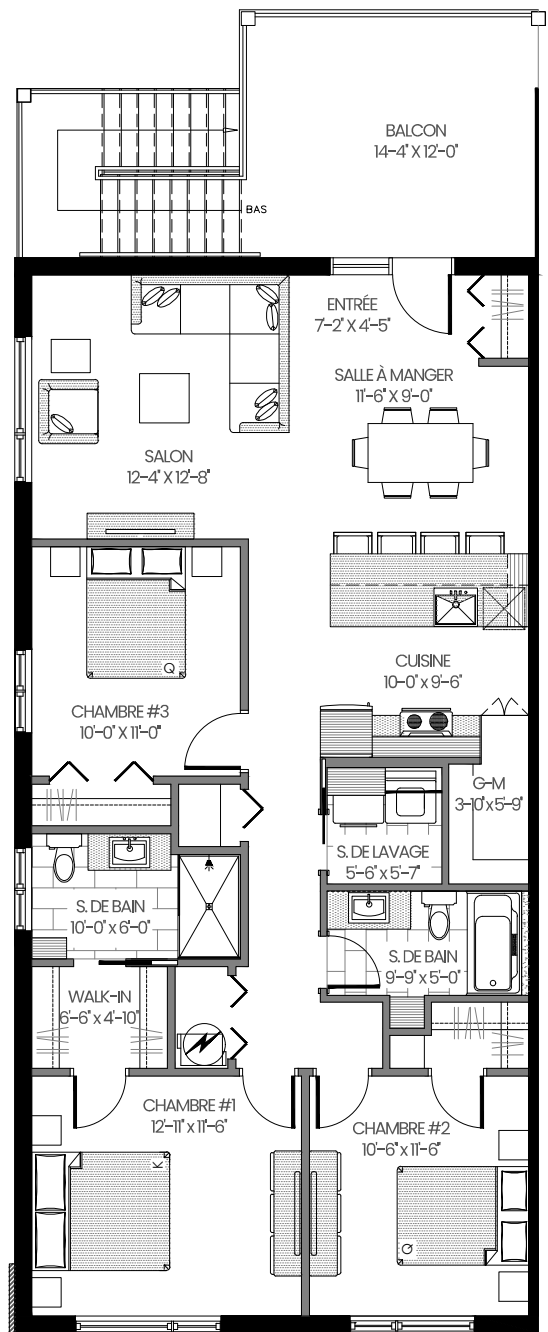 BALCON
14'-4" X 12'-0"
BAS
ENTRÉE
7'-2" X 4'-5"
SALLE À MANGER
11'-6" X 9'-0"
SALON
12'-4" X 12'-8"
CUISINE
10'-0" X 9'-6"
Q
CHAMBRE #3
10'-0" X 11'-0"
G-M
3'-10" X 5'-9"
S. DE LAVAGE
5'-6" X 5'-7"
S. DE BAIN
10'-0" X 6'-0"
S. DE BAIN
9'-9" X 5'-0"
WALK-IN
6'-6" X 4'-10"
CHAMBRE #1
12'-11" X 11'-6"
CHAMBRE #2
10'-6" X 11'-6"
K
Q